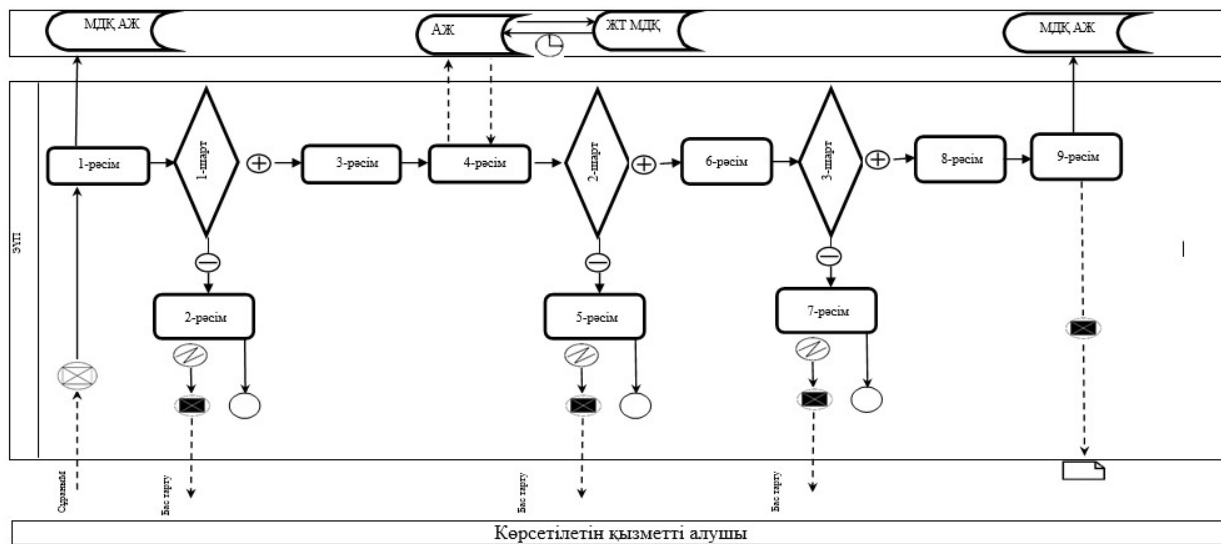 МДҚ АЖ
АЖ
ЖТ МДҚ
МДҚ АЖ
ЭҮП
1-рәсім
1-шарт
3-рәсім
4-рәсім
2-шарт
6-рәсім
3-шарт
8-рәсім
9-рәсім
2-рәсім
5-рәсім
7-рәсім
Сұраным
Бас тарту
Бас тарту
Бас тарту
Көрсетілетін қызметті алушы